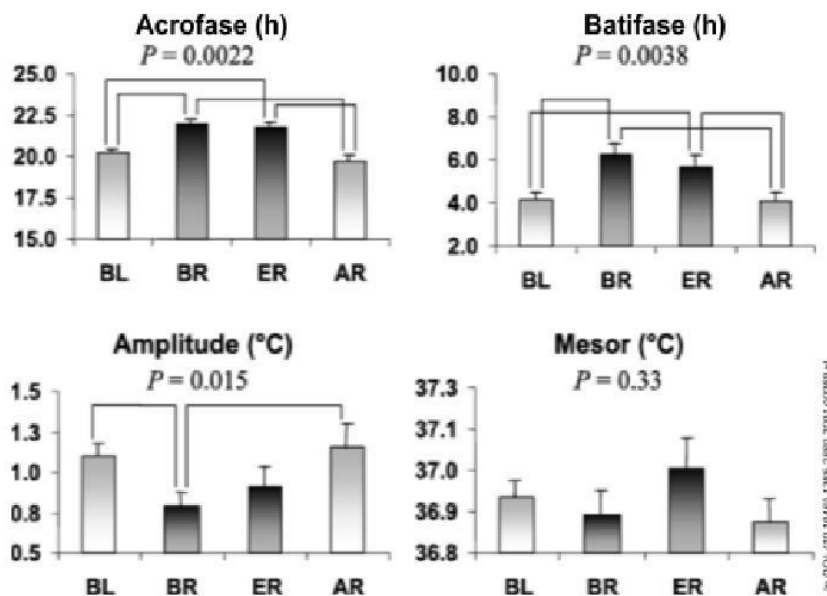 Acrofase (h)
P = 0.0022
25.0
22.5
20.0
17.5
15.0
BL BR ER AR
Batifase (h)
P = 0.0038
10.0
8.0
6.0
4.0
2.0
BL BR ER AR
Amplitude (°C)
P = 0.015
1.5
1.3
1.0
0.8
0.5
BL BR ER AR
Mesor (°C)
P = 0.33
37.3
37.1
37.0
36.9
36.8
BL BR ER AR